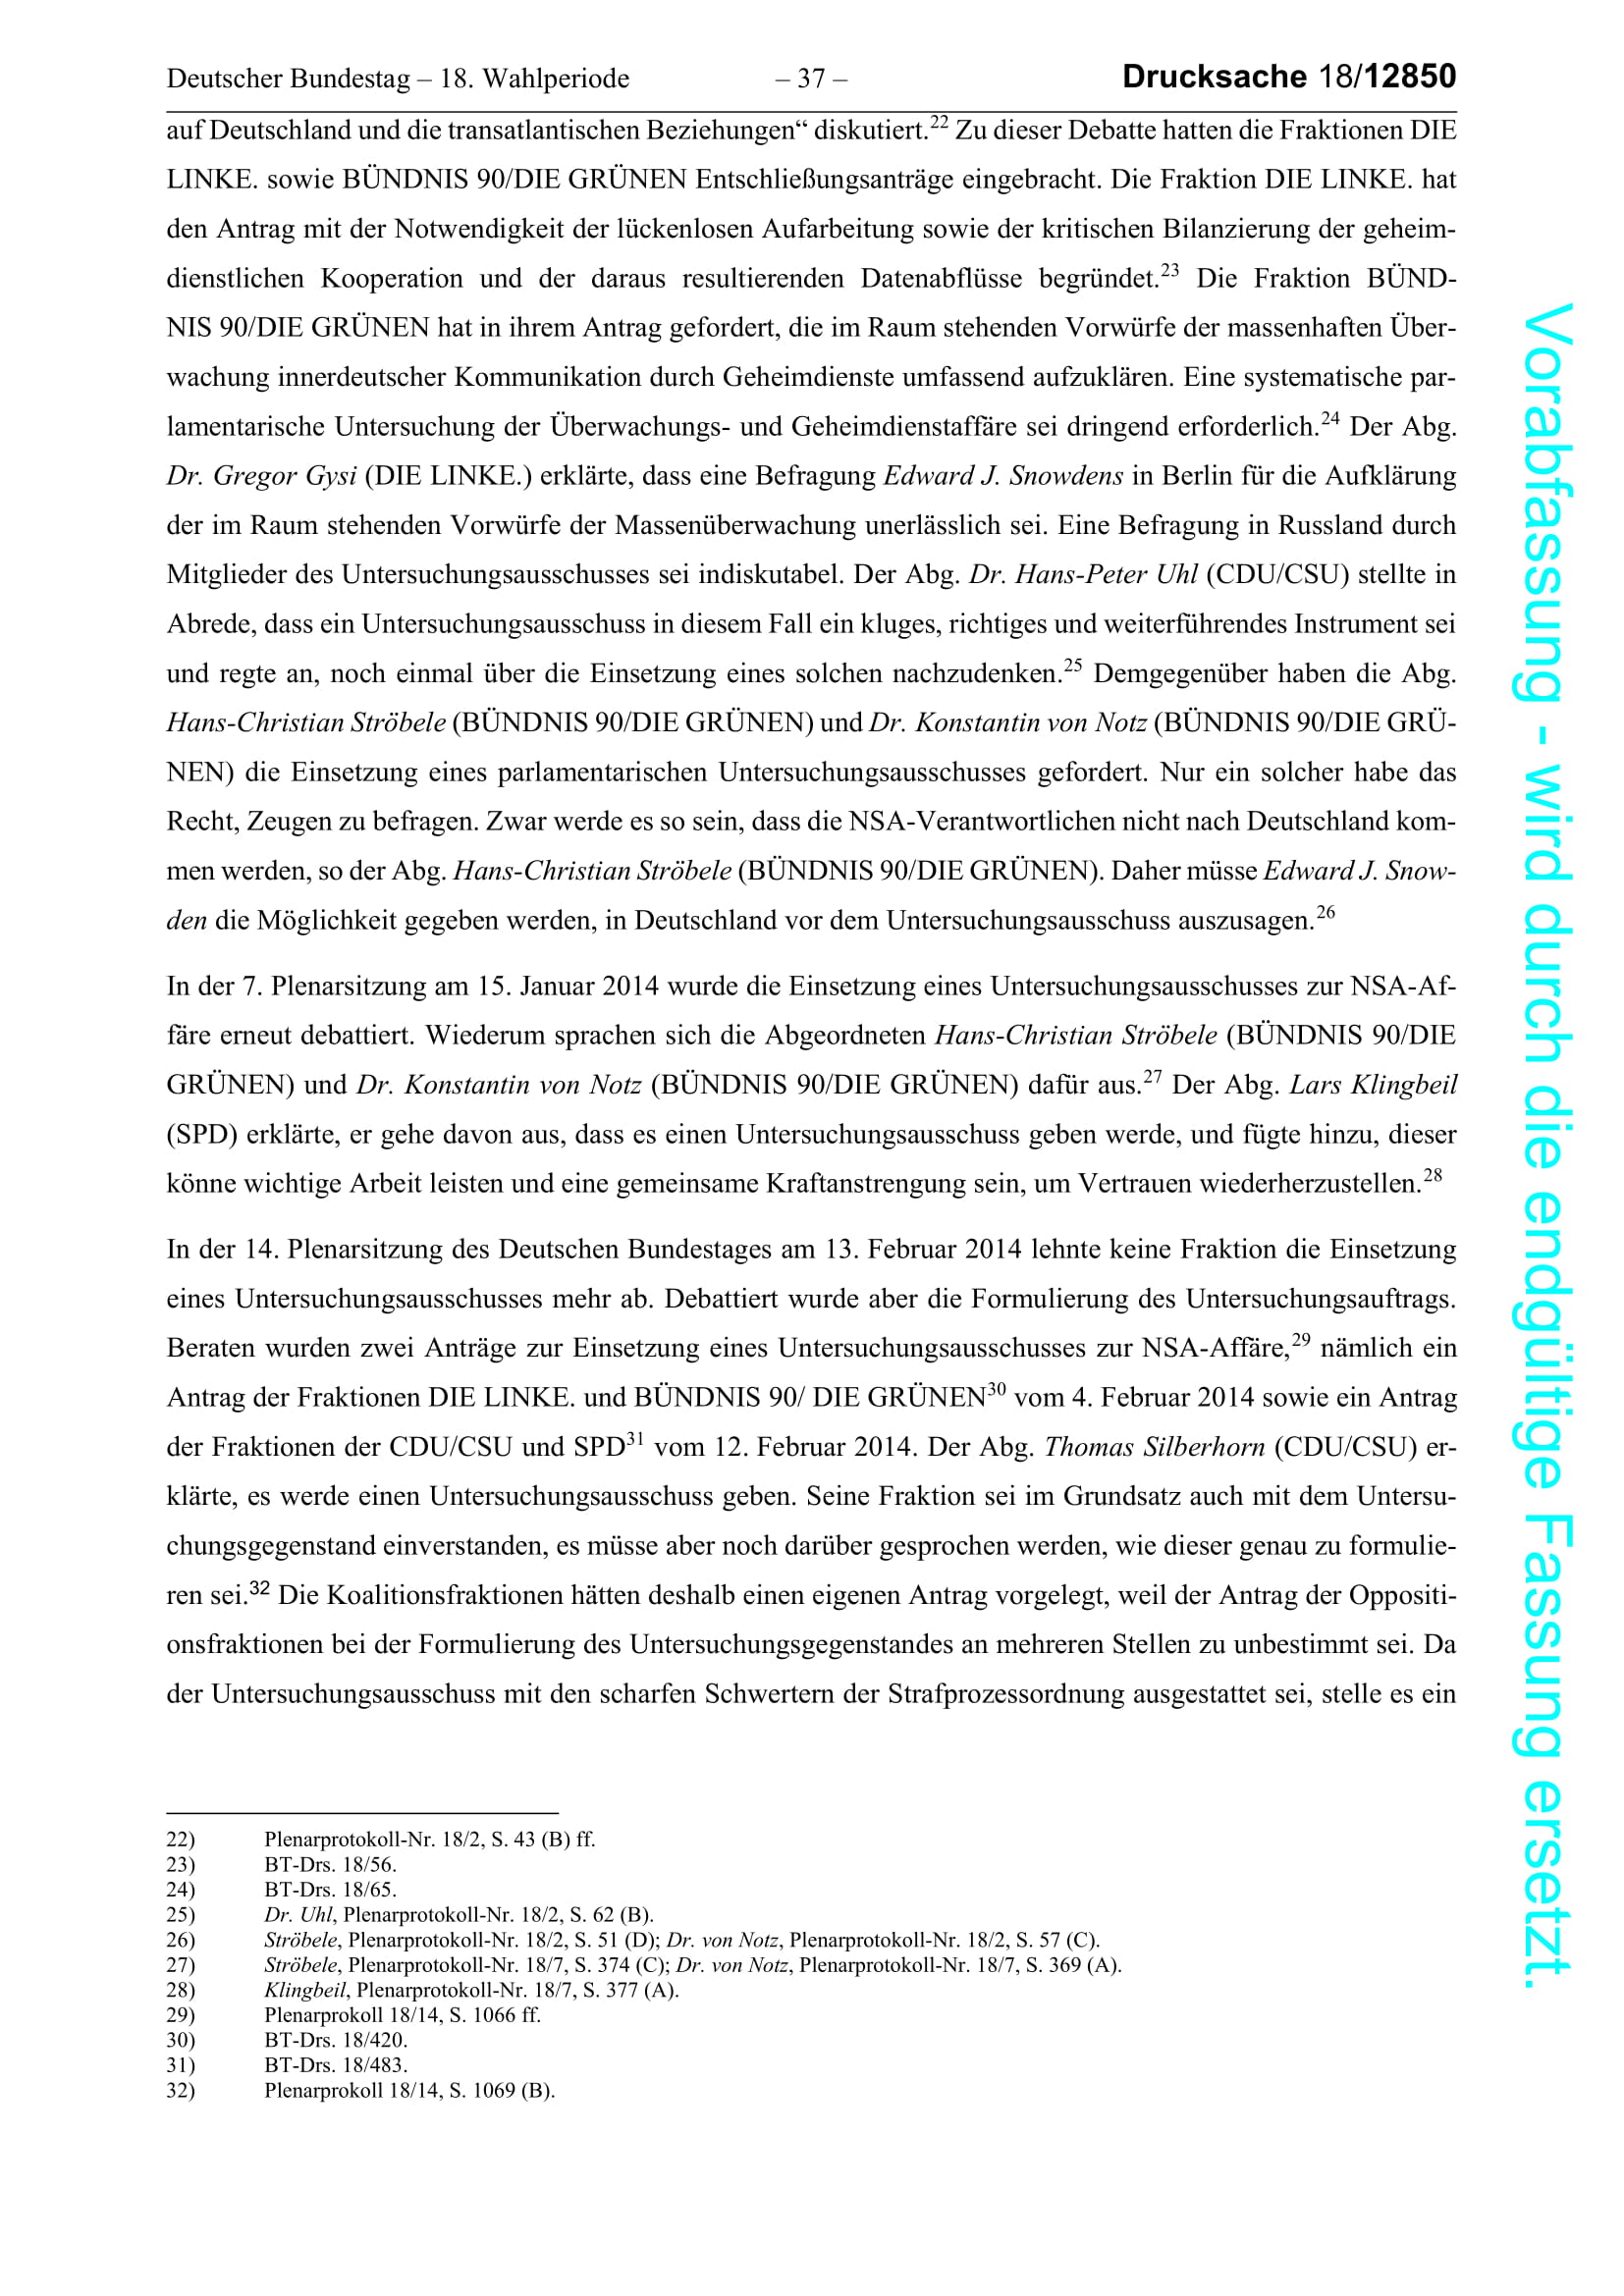 Deutscher Bundestag – 18. Wahlperiode – 37 – Drucksache 18/12850
auf Deutschland und die transatlantischen Beziehungen“ diskutiert.22 Zu dieser Debatte hatten die Fraktionen DIE
LINKE. sowie BÜNDNIS 90/DIE GRÜNEN Entschließungsanträge eingebracht. Die Fraktion DIE LINKE. hat
den Antrag mit der Notwendigkeit der lückenlosen Aufarbeitung sowie der kritischen Bilanzierung der geheim-
dienstlichen Kooperation und der daraus resultierenden Datenabflüsse begründet.23 Die Fraktion BÜND-
NIS 90/DIE GRÜNEN hat in ihrem Antrag gefordert, die im Raum stehenden Vorwürfe der massenhaften Über-
wachung innerdeutscher Kommunikation durch Geheimdienste umfassend aufzuklären. Eine systematische par-
lamentarische Untersuchung der Überwachungs- und Geheimdienstaffäre sei dringend erforderlich.24 Der Abg.
Dr. Gregor Gysi (DIE LINKE.) erklärte, dass eine Befragung Edward J. Snowdens in Berlin für die Aufklärung
der im Raum stehenden Vorwürfe der Massenüberwachung unerlässlich sei. Eine Befragung in Russland durch
Mitglieder des Untersuchungsausschusses sei indiskutabel. Der Abg. Dr. Hans-Peter Uhl (CDU/CSU) stellte in
Abrede, dass ein Untersuchungsausschuss in diesem Fall ein kluges, richtiges und weiterführendes Instrument sei
und regte an, noch einmal über die Einsetzung eines solchen nachzudenken.25 Demgegenüber haben die Abg.
Hans-Christian Ströbele (BÜNDNIS 90/DIE GRÜNEN) und Dr. Konstantin von Notz (BÜNDNIS 90/DIE GRÜ-
NEN) die Einsetzung eines parlamentarischen Untersuchungsausschusses gefordert. Nur ein solcher habe das
Recht, Zeugen zu befragen. Zwar werde es so sein, dass die NSA-Verantwortlichen nicht nach Deutschland kom-
men werden, so der Abg. Hans-Christian Ströbele (BÜNDNIS 90/DIE GRÜNEN). Daher müsse Edward J. Snow-
den die Möglichkeit gegeben werden, in Deutschland vor dem Untersuchungsausschuss auszusagen.26
In der 7. Plenarsitzung am 15. Januar 2014 wurde die Einsetzung eines Untersuchungsausschusses zur NSA-Af-
färe erneut debattiert. Wiederum sprachen sich die Abgeordneten Hans-Christian Ströbele (BÜNDNIS 90/DIE
GRÜNEN) und Dr. Konstantin von Notz (BÜNDNIS 90/DIE GRÜNEN) dafür aus.27 Der Abg. Lars Klingbeil
(SPD) erklärte, er gehe davon aus, dass es einen Untersuchungsausschuss geben werde, und fügte hinzu, dieser
könne wichtige Arbeit leisten und eine gemeinsame Kraftanstrengung sein, um Vertrauen wiederherzustellen.28
In der 14. Plenarsitzung des Deutschen Bundestages am 13. Februar 2014 lehnte keine Fraktion die Einsetzung
eines Untersuchungsausschusses mehr ab. Debattiert wurde aber die Formulierung des Untersuchungsauftrags.
Beraten wurden zwei Anträge zur Einsetzung eines Untersuchungsausschusses zur NSA-Affäre,29 nämlich ein
Antrag der Fraktionen DIE LINKE. und BÜNDNIS 90/ DIE GRÜNEN30 vom 4. Februar 2014 sowie ein Antrag
der Fraktionen der CDU/CSU und SPD31 vom 12. Februar 2014. Der Abg. Thomas Silberhorn (CDU/CSU) er-
klärte, es werde einen Untersuchungsausschuss geben. Seine Fraktion sei im Grundsatz auch mit dem Untersu-
chungsgegenstand einverstanden, es müsse aber noch darüber gesprochen werden, wie dieser genau zu formulie-
ren sei.32 Die Koalitionsfraktionen hätten deshalb einen eigenen Antrag vorgelegt, weil der Antrag der Oppositi-
onsfraktionen bei der Formulierung des Untersuchungsgegenstandes an mehreren Stellen zu unbestimmt sei. Da
der Untersuchungsausschuss mit den scharfen Schwertern der Strafprozessordnung ausgestattet sei, stelle es ein
22) Plenarprotokoll-Nr. 18/2, S. 43 (B) ff.
23) BT-Drs. 18/56.
24) BT-Drs. 18/65.
25) Dr. Uhl, Plenarprotokoll-Nr. 18/2, S. 62 (B).
26) Ströbele, Plenarprotokoll-Nr. 18/2, S. 51 (D); Dr. von Notz, Plenarprotokoll-Nr. 18/2, S. 57 (C).
27) Ströbele, Plenarprotokoll-Nr. 18/7, S. 374 (C); Dr. von Notz, Plenarprotokoll-Nr. 18/7, S. 369 (A).
28) Klingbeil, Plenarprotokoll-Nr. 18/7, S. 377 (A).
29) Plenarprokoll 18/14, S. 1066 ff.
30) BT-Drs. 18/420.
31) BT-Drs. 18/483.
32) Plenarprokoll 18/14, S. 1069 (B).
Vorabfassung - wird durch die endgültige Fassung ersetzt.